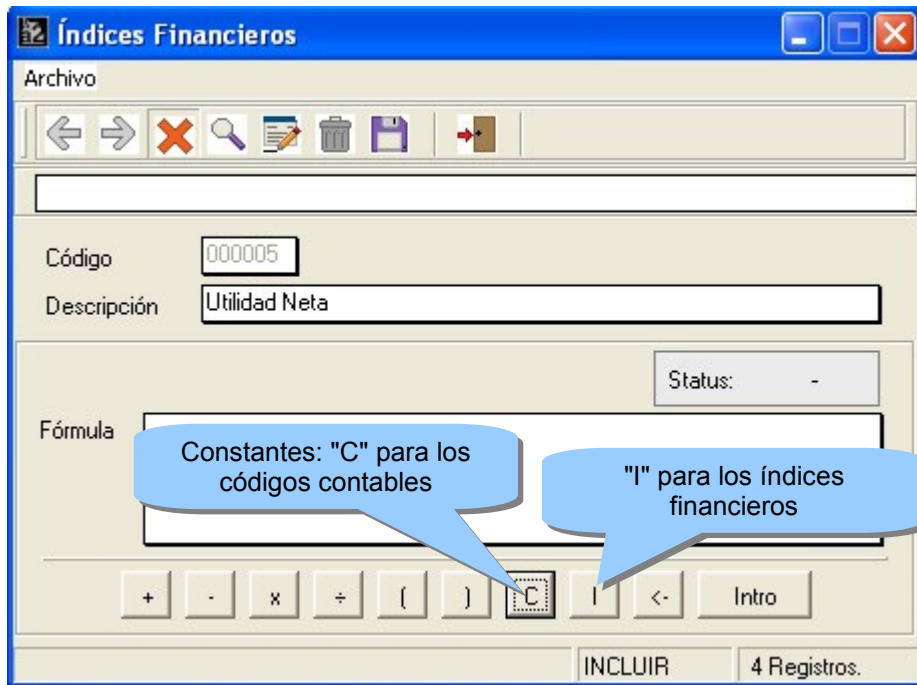 Índices Financieros
Archivo
Código 000005
Descripción Utilidad Neta
Status: -
Fórmula
Constantes: "C" para los
códigos contables
"I" para los índices
financieros
+ - x ÷ ( ) C I <- Intro
INCLUIR 4 Registros.